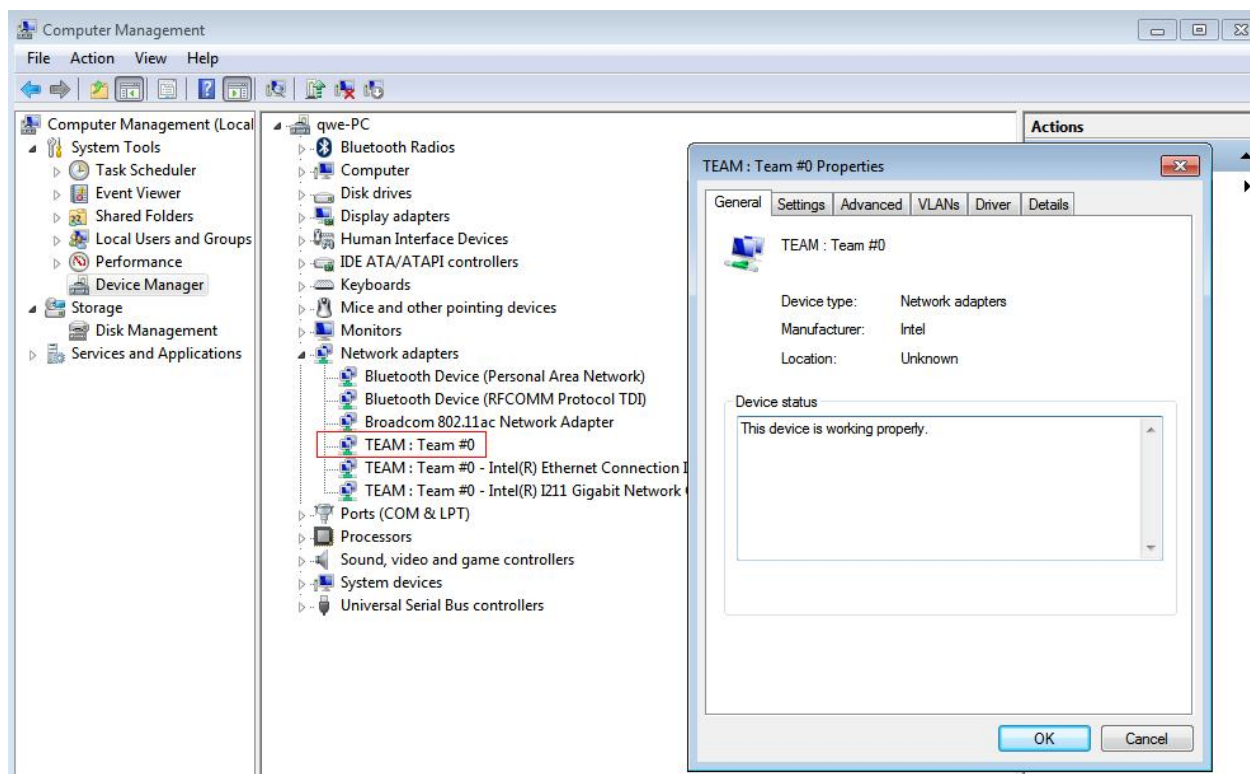 Computer Management
File Action View Help
Computer Management (Local
System Tools
Task Scheduler
Event Viewer
Shared Folders
Local Users and Groups
Performance
Device Manager
Storage
Disk Management
Services and Applications
qwe-PC
Bluetooth Radios
Computer
Disk drives
Display adapters
Human Interface Devices
IDE ATA/ATAPI controllers
Keyboards
Mice and other pointing devices
Monitors
Network adapters
Bluetooth Device (Personal Area Network)
Bluetooth Device (RFCOMM Protocol TDI)
Broadcom 802.11ac Network Adapter
TEAM : Team #0
TEAM : Team #0 - Intel(R) Ethernet Connection
TEAM : Team #0 - Intel(R) I211 Gigabit Network
Ports (COM & LPT)
Processors
Sound, video and game controllers
System devices
Universal Serial Bus controllers
Actions
TEAM : Team #0 Properties
General Settings Advanced VLANs Driver Details
TEAM : Team #0
Device type: Network adapters
Manufacturer: Intel
Location: Unknown
Device status
This device is working properly.
OK Cancel